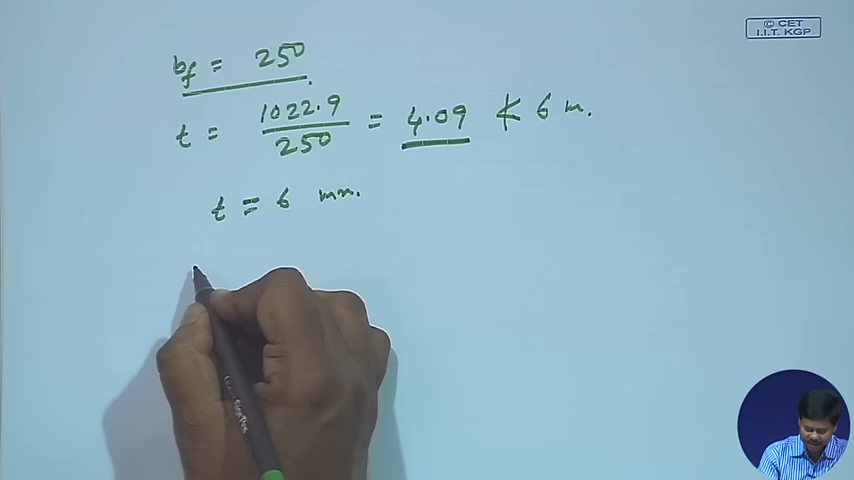 © CET
I.I.T. KGP
bf = 250
t = 1022.9 / 250 = 4.09 ≮ 6 m.
t = 6 mm.